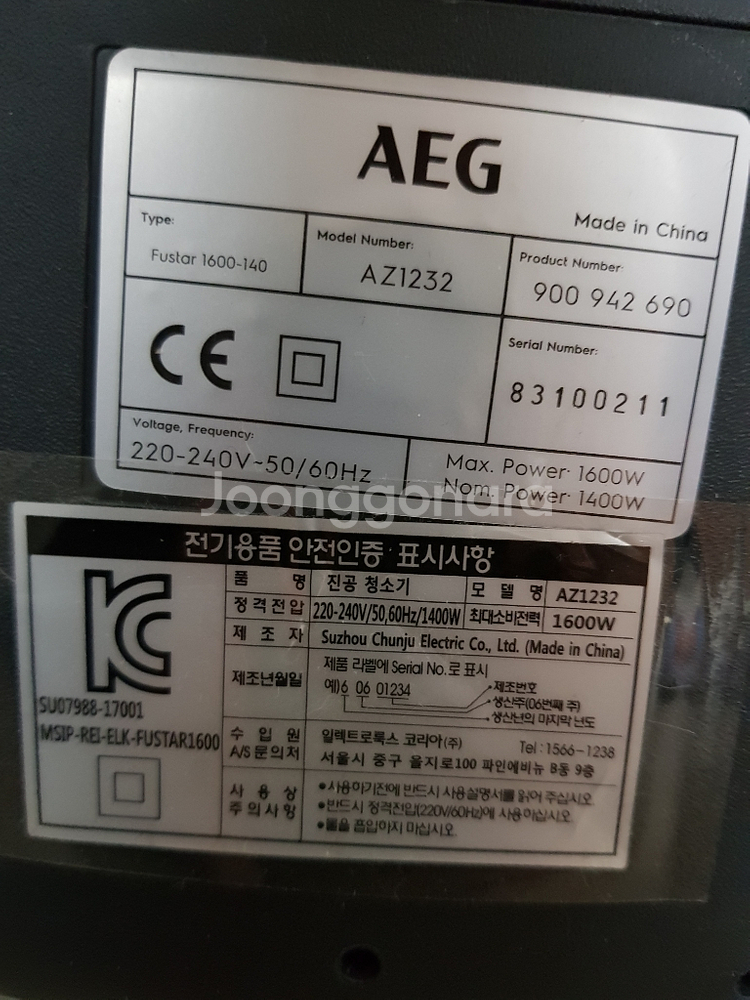 AEG
Made in China
Type:
Fustar 1600-140
Model Number:
AZ1232
Product Number:
900 942 690
CE
Serial Number:
83100211
Voltage, Frequency:
220-240V~50/60Hz
Max. Power: 1600W
Nom. Power: 1400W
Joonggonara
전기용품 안전인증 표시사항
품 명 진공 청소기 모 델 명 AZ1232
정격전압 220-240V/50,60Hz/1400W 최대소비전력 1600W
제 조 자 Suzhou Chunju Electric Co., Ltd. (Made in China)
제조년월일 제품 라벨에 Serial No.로 표시
예)6 06 01234
제조번호
생산주(06번째 주)
생산년의 마지막 년도
SU07988-17001
MSIP-REI-ELK-FUSTAR1600
수 입 원 일렉트로룩스 코리아(주) Tel : 1566-1238
A/S문의처 서울시 중구 을지로100 파인에비뉴 B동 9층
사 용 상 주의사항
•사용하기전에 반드시 사용설명서를 읽어 주십시오
•반드시 정격전압(220V/60Hz)에 사용하십시오
•물을 흡입하지 마십시오